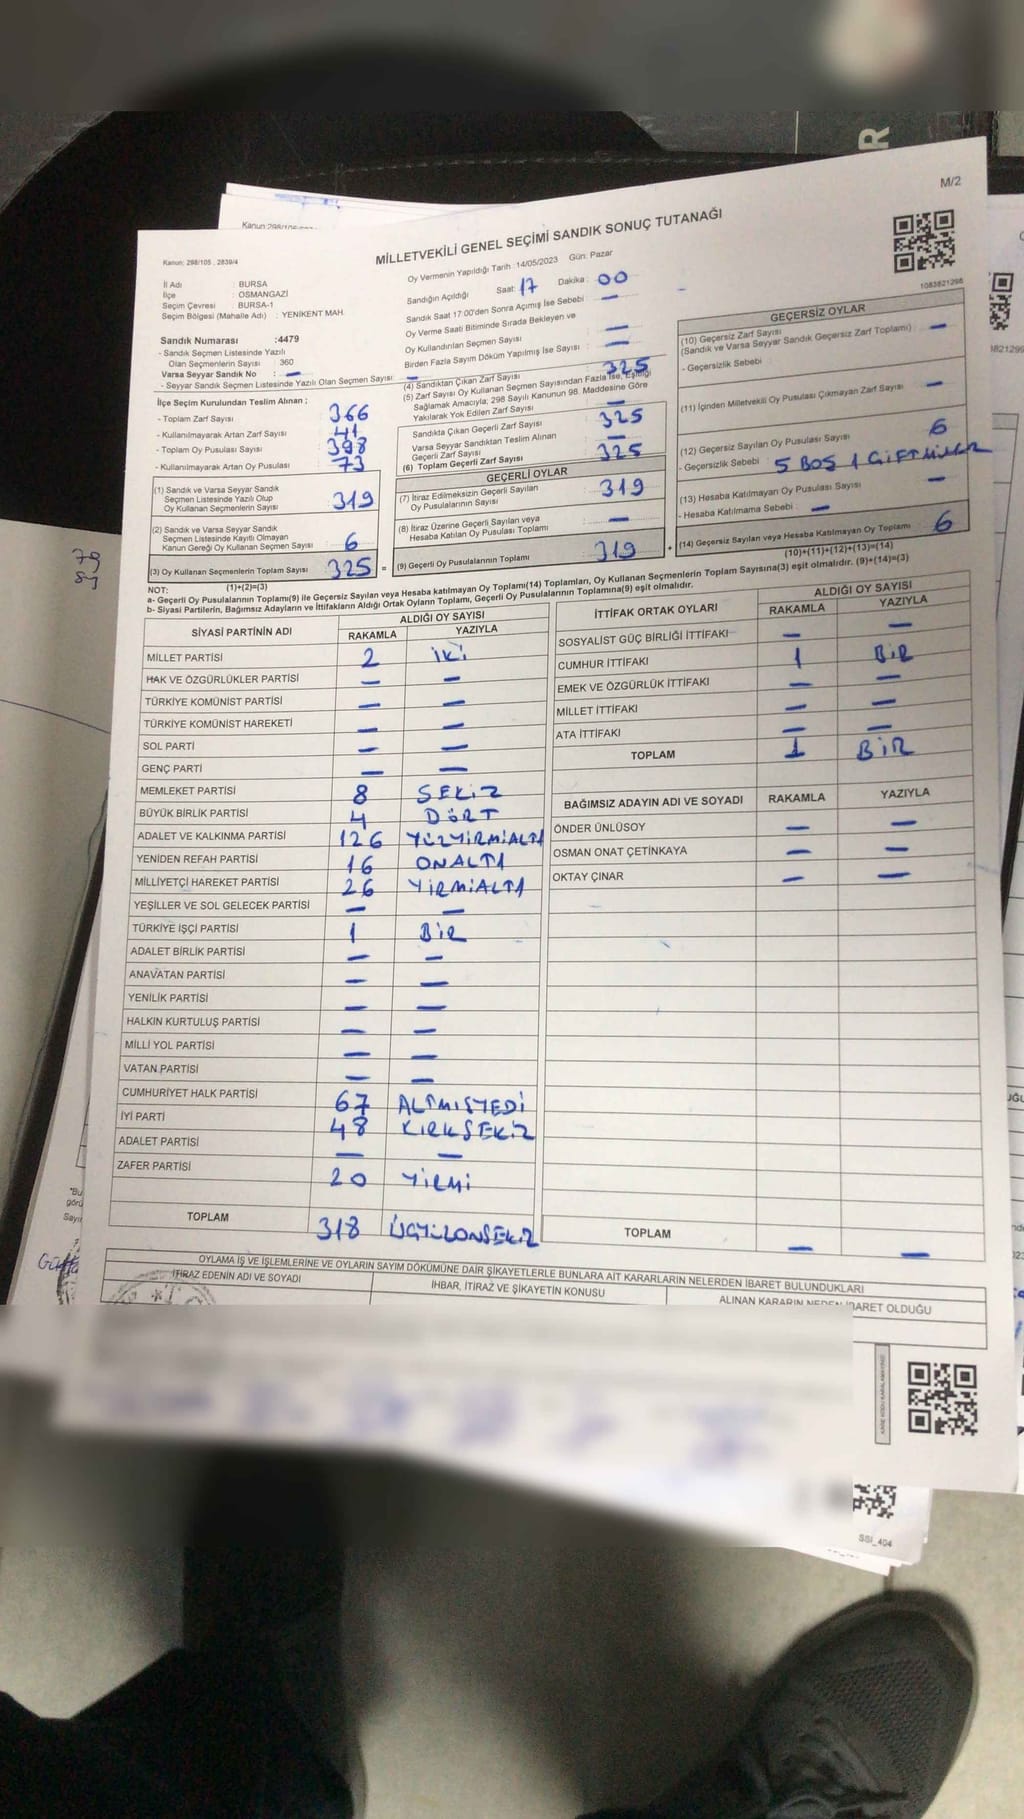 R
M/2
Kanun: 298/105 , 2839/4
MİLLETVEKİLİ GENEL SEÇİMİ SANDIK SONUÇ TUTANAĞI
Oy Vermenin Yapıldığı Tarih : 14/05/2023 Gün: Pazar
Sandığın Açıldığı Saat: 17 Dakika : 00
İl Adı : BURSA
İlçe : OSMANGAZİ
Seçim Çevresi : BURSA-1
Seçim Bölgesi (Mahalle Adı) : YENİKENT MAH.
1083821298
Sandık Numarası :4479
- Sandık Seçmen Listesinde Yazılı
Olan Seçmenlerin Sayısı : 360
Varsa Seyyar Sandık No : —
- Seyyar Sandık Seçmen Listesinde Yazılı Olan Seçmen Sayısı : —
İlçe Seçim Kurulundan Teslim Alınan ;
- Toplam Zarf Sayısı : 366
- Kullanılmayarak Artan Zarf Sayısı : 41
- Toplam Oy Pusulası Sayısı : 398
- Kullanılmayarak Artan Oy Pusulası : 73
(1) Sandık ve Varsa Seyyar Sandık
Seçmen Listesinde Yazılı Olup
Oy Kullanan Seçmenlerin Sayısı : 319
(2) Sandık ve Varsa Seyyar Sandık
Seçmen Listesinde Kayıtlı Olmayan
Kanun Gereği Oy Kullanan Seçmen Sayısı : 6
(3) Oy Kullanan Seçmenlerin Toplam Sayısı : 325
(1)+(2)=(3)
Sandık Saat 17:00'den Sonra Açımış İse Sebebi : —
Oy Verme Saati Bitiminde Sırada Bekleyen ve
Oy Kullandırılan Seçmen Sayısı : —
Birden Fazla Sayım Döküm Yapılmış İse Sayısı : —
(4) Sandıktan Çıkan Zarf Sayısı : 325
(5) Zarf Sayısı Oy Kullanan Seçmen Sayısından Fazla İse, Eşitliği
Sağlamak Amacıyla; 298 Sayılı Kanunun 98. Maddesine Göre
Yakılarak Yok Edilen Zarf Sayısı : —
Sandıkta Çıkan Geçerli Zarf Sayısı : 325
Varsa Seyyar Sandıktan Teslim Alınan
Geçerli Zarf Sayısı : —
(6) Toplam Geçerli Zarf Sayısı : 325
GEÇERLİ OYLAR
(7) İtiraz Edilmeksizin Geçerli Sayılan
Oy Pusulalarının Sayısı : 319
(8) İtiraz Üzerine Geçerli Sayılan veya
Hesaba Katılan Oy Pusulası Toplamı : —
(9) Geçerli Oy Pusulalarının Toplamı : 319
GEÇERSİZ OYLAR
(10) Geçersiz Zarf Sayısı
(Sandık ve Varsa Seyyar Sandık Geçersiz Zarf Toplamı) : —
- Geçersizlik Sebebi :
(11) İçinden Milletvekili Oy Pusulası Çıkmayan Zarf Sayısı : —
(12) Geçersiz Sayılan Oy Pusulası Sayısı : 6
- Geçersizlik Sebebi : 5 BOŞ 1 ÇİFT MÜHÜR
(13) Hesaba Katılmayan Oy Pusulası Sayısı : —
- Hesaba Katılmama Sebebi : —
(14) Geçersiz Sayılan veya Hesaba Katılmayan Oy Toplamı : 6
(10)+(11)+(12)+(13)=(14)
NOT:
a- Geçerli Oy Pusulalarının Toplamı(9) ile Geçersiz Sayılan veya Hesaba katılmayan Oy Toplamı(14) Toplamları, Oy Kullanan Seçmenlerin Toplam Sayısına(3) eşit olmalıdır. (9)+(14)=(3)
b- Siyasi Partilerin, Bağımsız Adayların ve İttifakların Aldığı Ortak Oyların Toplamı, Geçerli Oy Pusulalarının Toplamına(9) eşit olmalıdır.
SİYASİ PARTİNİN ADI ALDIĞI OY SAYISI
RAKAMLA YAZIYLA
MİLLET PARTİSİ 2 İKİ
HAK VE ÖZGÜRLÜKLER PARTİSİ — —
TÜRKİYE KOMÜNİST PARTİSİ — —
TÜRKİYE KOMÜNİST HAREKETİ — —
SOL PARTİ — —
GENÇ PARTİ — —
MEMLEKET PARTİSİ 8 SEKİZ
BÜYÜK BİRLİK PARTİSİ 4 DÖRT
ADALET VE KALKINMA PARTİSİ 126 YÜZYİRMİALTI
YENİDEN REFAH PARTİSİ 16 ONALTI
MİLLİYETÇİ HAREKET PARTİSİ 26 YİRMİALTI
YEŞİLLER VE SOL GELECEK PARTİSİ — —
TÜRKİYE İŞÇİ PARTİSİ 1 BİR
ADALET BİRLİK PARTİSİ — —
ANAVATAN PARTİSİ — —
YENİLİK PARTİSİ — —
HALKIN KURTULUŞ PARTİSİ — —
MİLLİ YOL PARTİSİ — —
VATAN PARTİSİ — —
CUMHURİYET HALK PARTİSİ 67 ALTMIŞYEDİ
İYİ PARTİ 48 KIRKSEKİZ
ADALET PARTİSİ — —
ZAFER PARTİSİ 20 YİRMİ
TOPLAM 318 ÜÇYÜZONSEKİZ
İTTİFAK ORTAK OYLARI ALDIĞI OY SAYISI
RAKAMLA YAZIYLA
SOSYALİST GÜÇ BİRLİĞİ İTTİFAKI — —
CUMHUR İTTİFAKI 1 BİR
EMEK VE ÖZGÜRLÜK İTTİFAKI — —
MİLLET İTTİFAKI — —
ATA İTTİFAKI — —
TOPLAM 1 BİR
BAĞIMSIZ ADAYIN ADI VE SOYADI RAKAMLA YAZIYLA
ÖNDER ÜNLÜSOY — —
OSMAN ONAT ÇETİNKAYA — —
OKTAY ÇINAR — —
TOPLAM — —
OYLAMA İŞ VE İŞLEMLERİNE VE OYLARIN SAYIM DÖKÜMÜNE DAİR ŞİKAYETLERLE BUNLARA AİT KARARLARIN NELERDEN İBARET BULUNDUKLARI
İTİRAZ EDENİN ADI VE SOYADI İHBAR, İTİRAZ VE ŞİKAYETİN KONUSU ALINAN KARARIN NEDEN İBARET OLDUĞU
79
SSI_404